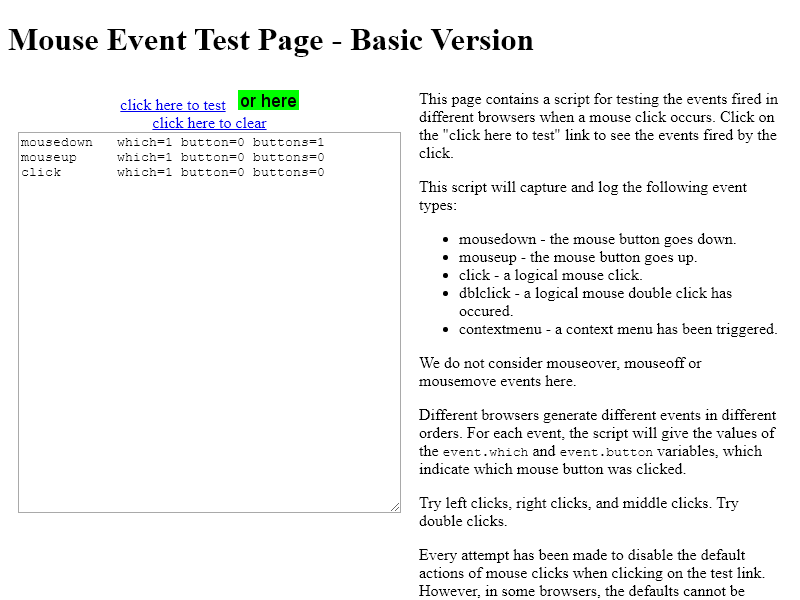 Mouse Event Test Page - Basic Version
click here to test or here
click here to clear
mousedown which=1 button=0 buttons=1
mouseup which=1 button=0 buttons=0
click which=1 button=0 buttons=0
This page contains a script for testing the events fired in
different browsers when a mouse click occurs. Click on
the "click here to test" link to see the events fired by the
click.
This script will capture and log the following event
types:
• mousedown - the mouse button goes down.
• mouseup - the mouse button goes up.
• click - a logical mouse click.
• dblclick - a logical mouse double click has
occured.
• contextmenu - a context menu has been triggered.
We do not consider mouseover, mouseoff or
mousemove events here.
Different browsers generate different events in different
orders. For each event, the script will give the values of
the event.which and event.button variables, which
indicate which mouse button was clicked.
Try left clicks, right clicks, and middle clicks. Try
double clicks.
Every attempt has been made to disable the default
actions of mouse clicks when clicking on the test link.
However, in some browsers, the defaults cannot be